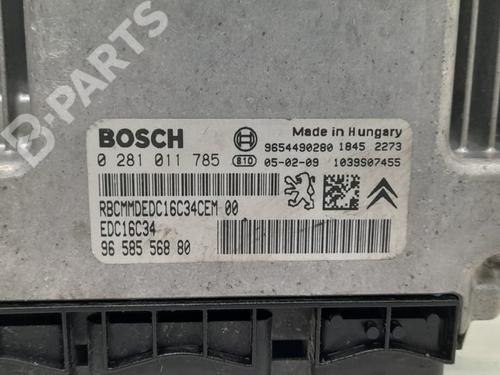 B-PARTS
BOSCH
Made in Hungary
9654490280 1845 2273
0 281 011 785 B10 05-02-09 1039S07455
RBCMMDEDC16C34CEM 00
EDC16C34
96 585 568 80